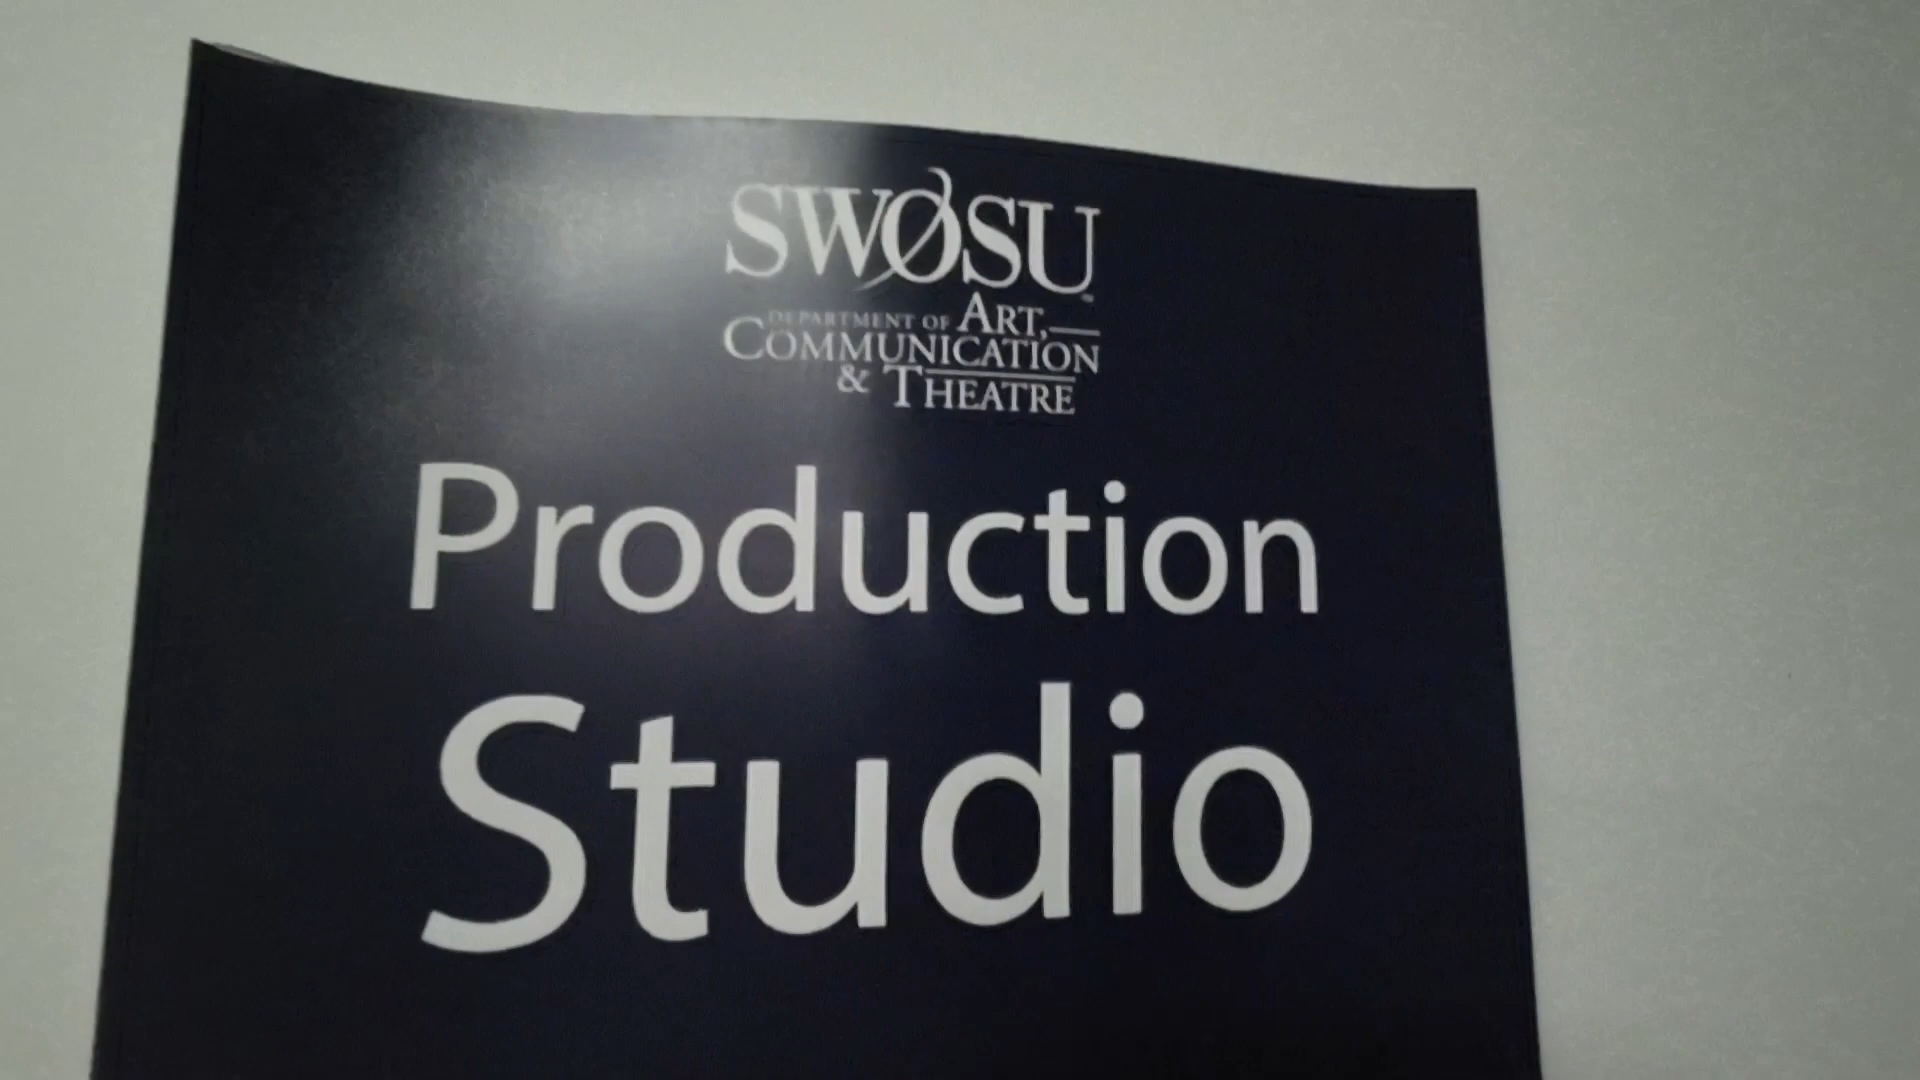 SWOSU
DEPARTMENT OF ART,
COMMUNICATION
& THEATRE
Production
Studio